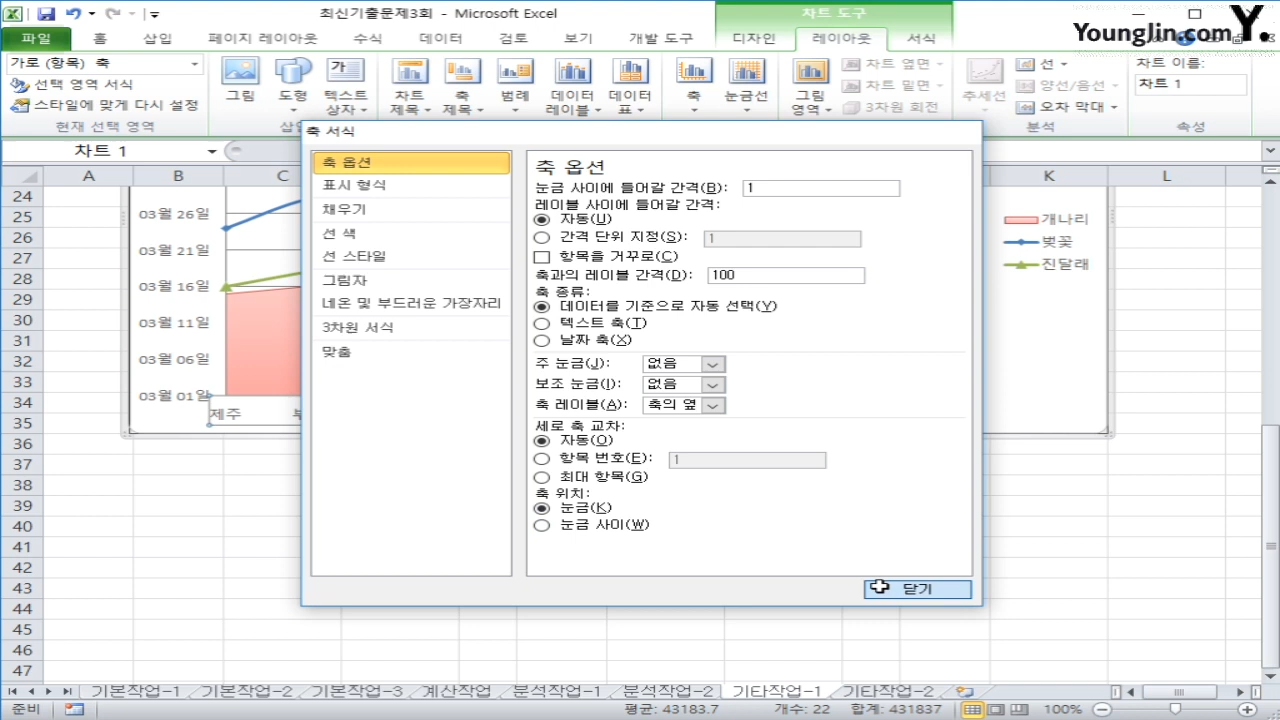 최신기출문제3회 - Microsoft Excel
차트 도구
YoungJin.com Y.
파일 홈 삽입 페이지 레이아웃 수식 데이터 검토 보기 개발 도구 디자인 레이아웃 서식
가로 (항목) 축
선택 영역 서식
스타일에 맞게 다시 설정
현재 선택 영역
그림
도형
텍스트 상자
차트 제목
축 제목
범례
데이터 레이블
데이터 표
축
눈금선
그림 영역
차트 옆면
차트 밑면
3차원 회전
추세선
선
양선/음선
오차 막대
분석
차트 이름:
차트 1
속성
차트 1
A B C K L
24
25
26
27
28
29
30
31
32
33
34
35
36
37
38
39
40
41
42
43
44
45
46
47
03월 26일
03월 21일
03월 16일
03월 11일
03월 06일
03월 01일
제주
개나리
벚꽃
진달래
축 서식
축 옵션
표시 형식
채우기
선 색
선 스타일
그림자
네온 및 부드러운 가장자리
3차원 서식
맞춤
축 옵션
눈금 사이에 들어갈 간격(B): 1
레이블 사이에 들어갈 간격:
자동(U)
간격 단위 지정(S): 1
항목을 거꾸로(C)
축과의 레이블 간격(D): 100
축 종류:
데이터를 기준으로 자동 선택(Y)
텍스트 축(T)
날짜 축(X)
주 눈금(J): 없음
보조 눈금(I): 없음
축 레이블(A): 축의 옆
세로 축 교차:
자동(O)
항목 번호(E): 1
최대 항목(G)
축 위치:
눈금(K)
눈금 사이(W)
닫기
기본작업-1 기본작업-2 기본작업-3 계산작업 분석작업-1 분석작업-2 기타작업-1 기타작업-2
준비 평균: 43183.7 개수: 22 합계: 431837 100%